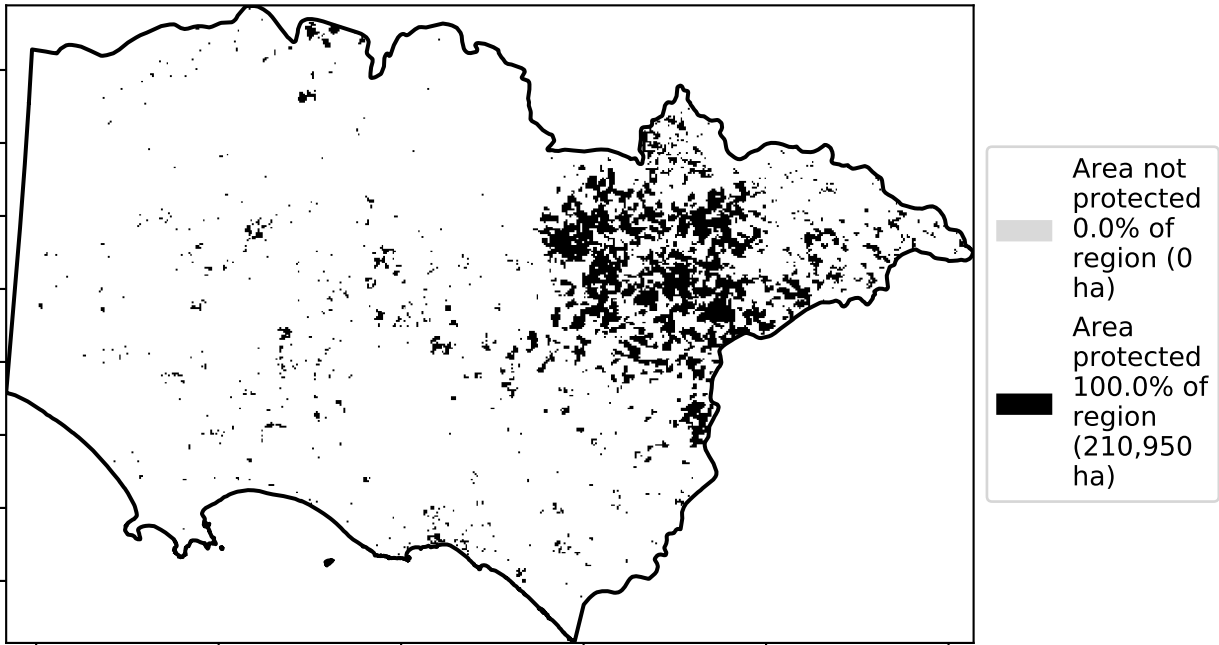 Area not
protected
0.0% of
region (0
ha)
Area
protected
100.0% of
region
(210,950
ha)